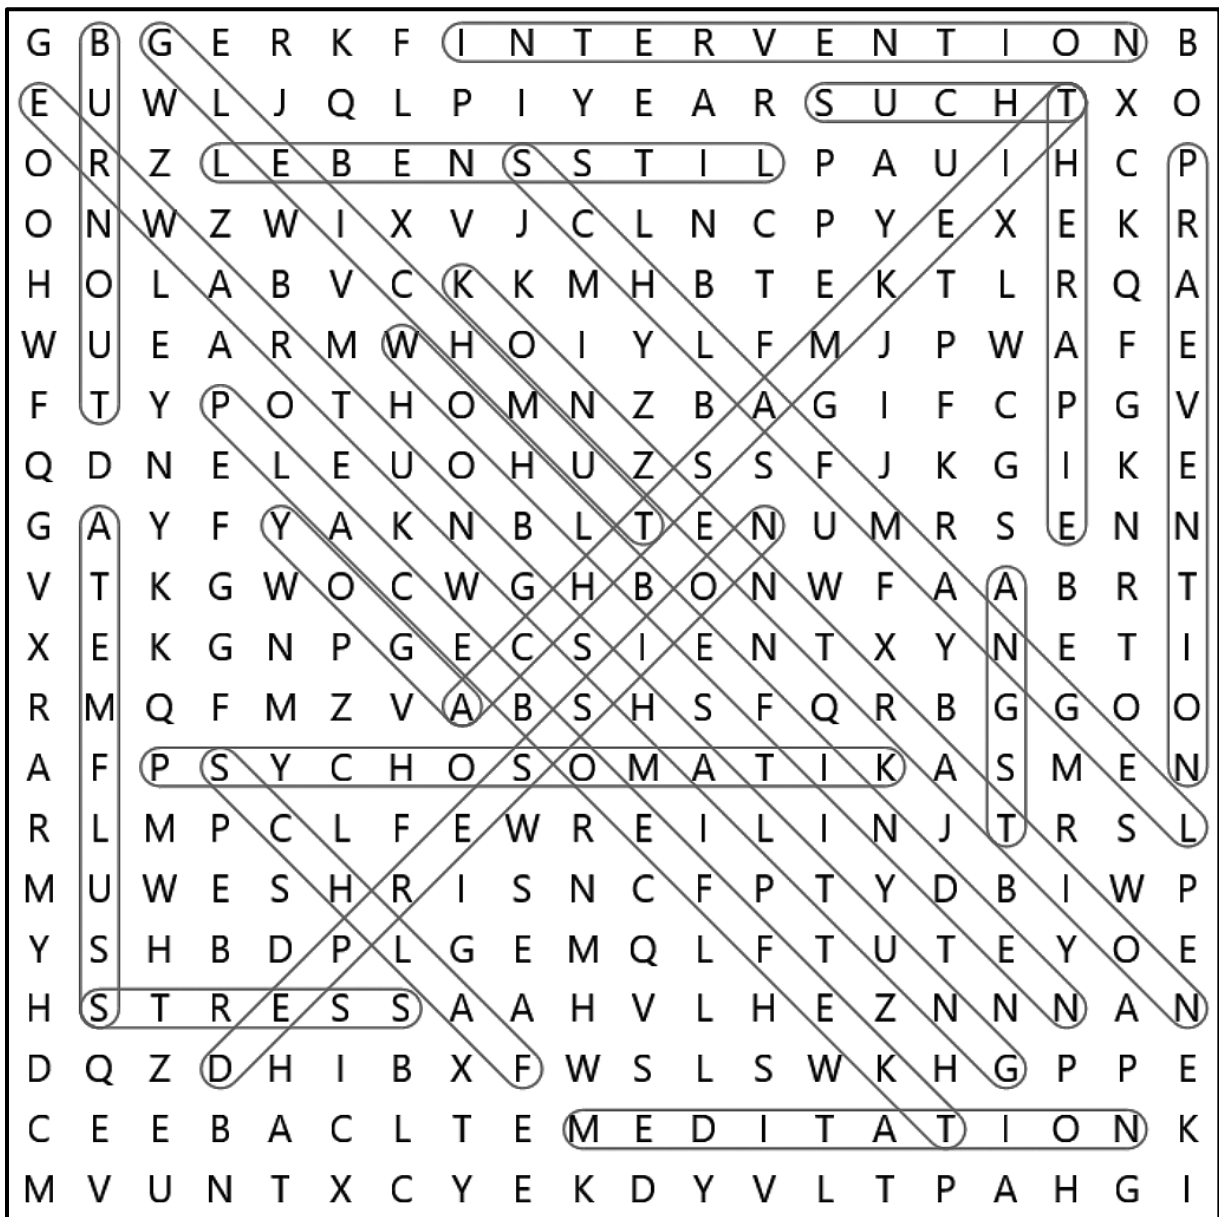 G B G E R K F I N T E R V E N T I O N B
E U W L J Q L P I Y E A R S U C H T X O
O R Z L E B E N S S T I L P A U I H C P
O N W Z W I X V J C L N C P Y E X E K R
H O L A B V C K K M H B T E K T L R Q A
W U E A R M W H O I Y L F M J P W A F E
F T Y P O T H O M N Z B A G I F C P G V
Q D N E L E U O H U Z S S F J K G I K E
G A Y F Y A K N B L T E N U M R S E N N
V T K G W O C W G H B O N W F A A B R T
X E K G N P G E C S I E N T X Y N E T I
R M Q F M Z V A B S H S F Q R B G G O O
A F P S Y C H O S O M A T I K A S M E N
R L M P C L F E W R E I L I N J T R S L
M U W E S H R I S N C F P T Y D B I W P
Y S H B D P L G E M Q L F T U T E Y O E
H S T R E S S A A H V L H E Z N N N A N
D Q Z D H I B X F W S L S W K H G P P E
C E E B A C L T E M E D I T A T I O N K
M V U N T X C Y E K D Y V L T P A H G I